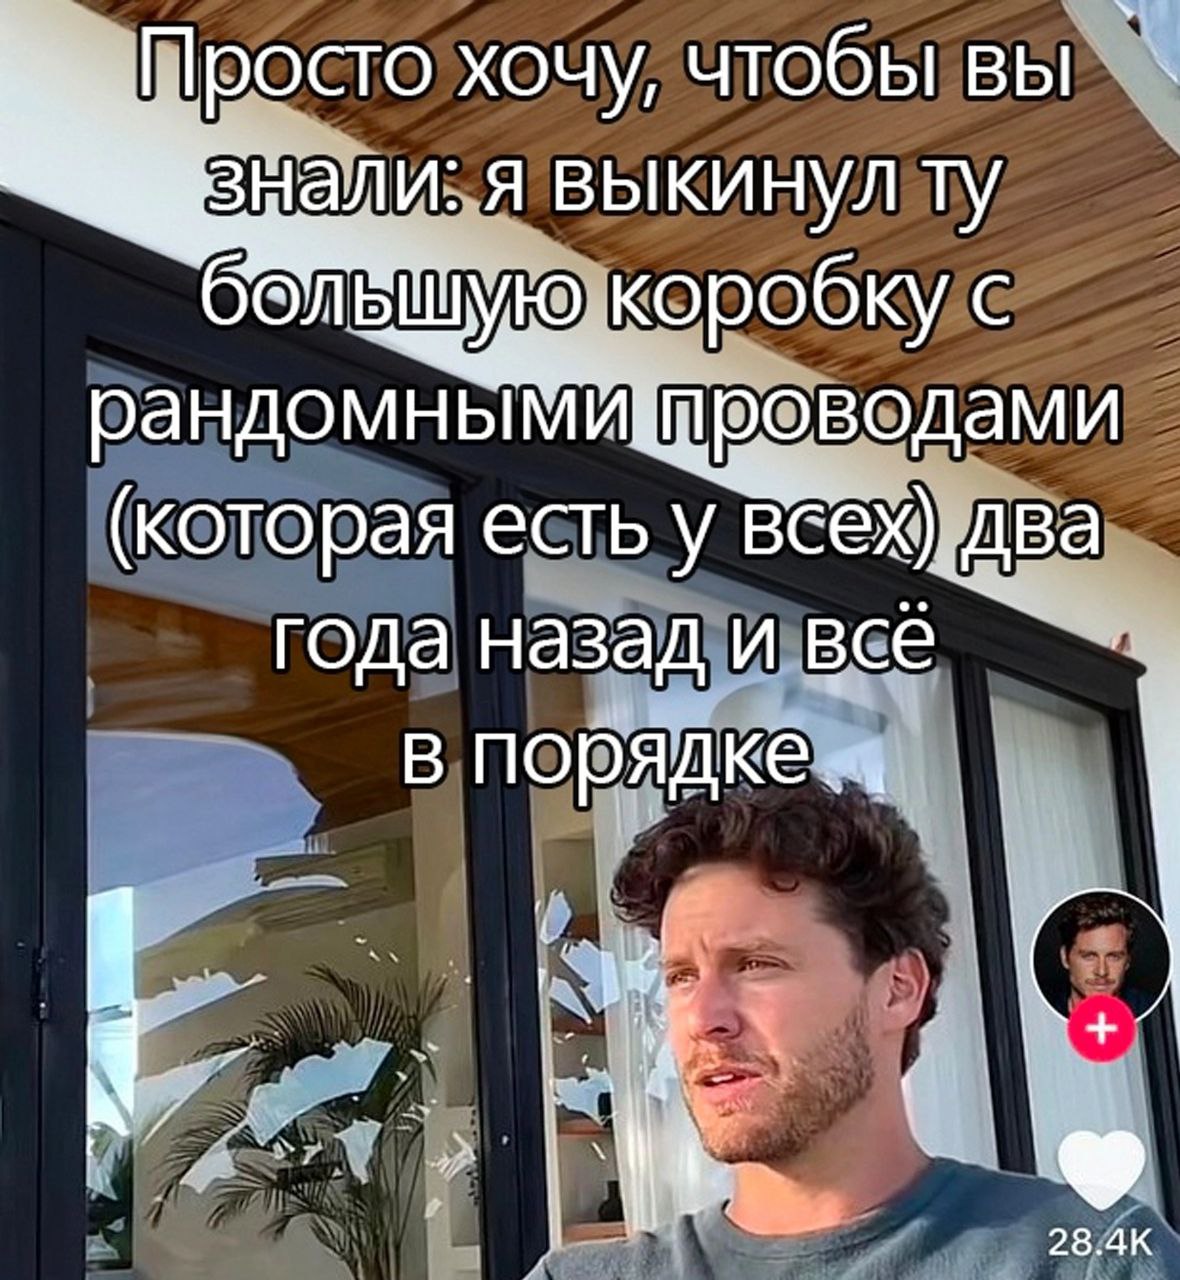 Просто хочу, чтобы вы
знали: я выкинул ту
большую коробку с
рандомными проводами
(которая есть у всех) два
года назад и всё
в порядке
28.4K